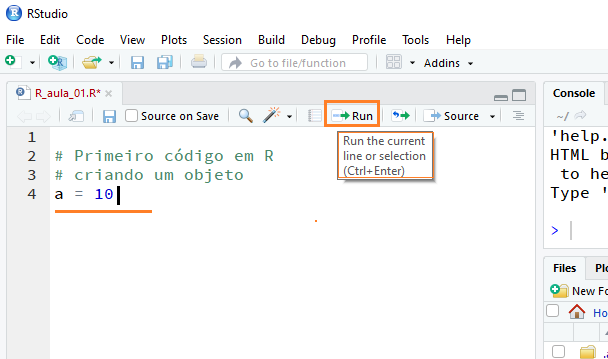 RStudio
File Edit Code View Plots Session Build Debug Profile Tools Help
Go to file/function Addins
R_aula_01.R*
Source on Save Run Source
1
2 # Primeiro código em R
3 # criando um objeto
4 a = 10
Run the current
line or selection
(Ctrl+Enter)
Console
~/
'help.
HTML b
to he
Type '
>
Files Plo
New Fo
Ho